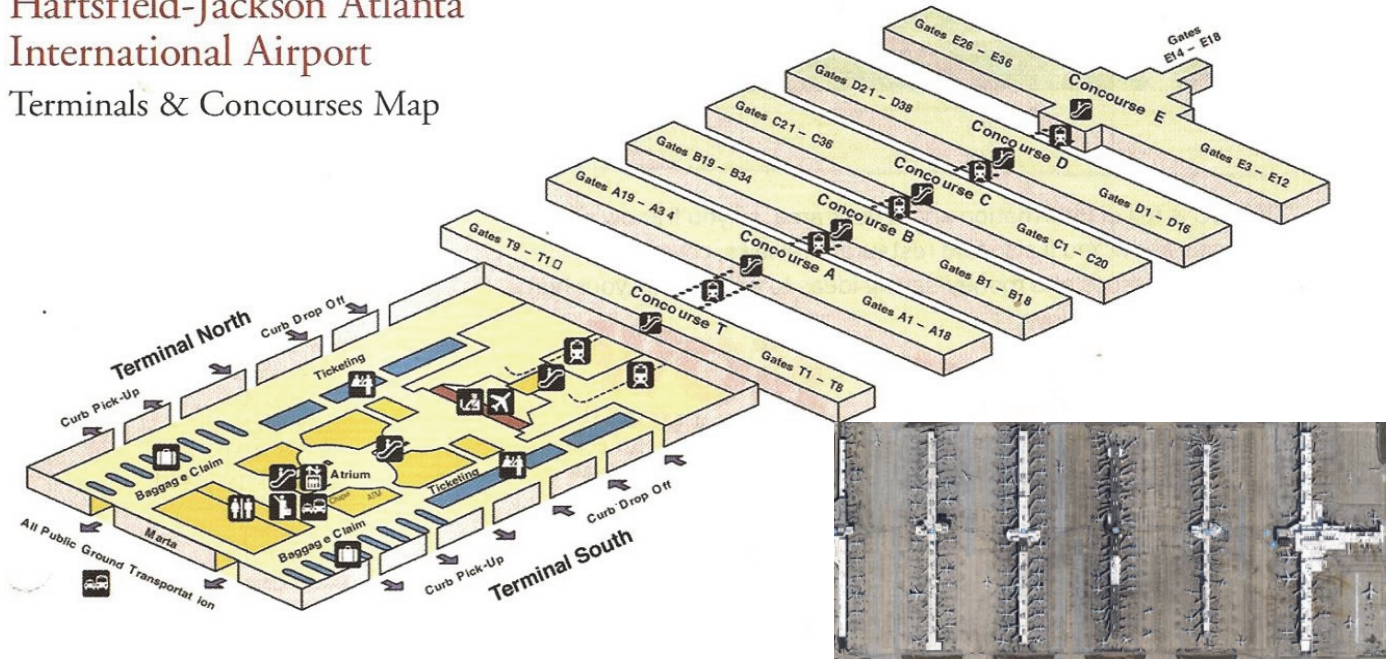 Hartsfield-Jackson Atlanta
International Airport
Terminals & Concourses Map
Gates E26 – E36
Gates
E14 – E18
Concourse E
Gates E3 – E12
Gates D21 – D38
Concourse D
Gates D1 – D16
Gates C21 – C36
Concourse C
Gates C1 – C20
Gates B19 – B34
Concourse B
Gates B1 – B18
Gates A19 – A34
Concourse A
Gates A1 – A18
Gates T9 – T1
Concourse T
Gates T1 – T8
Terminal North
Curb Drop Off
Curb Pick-Up
Ticketing
Baggage Claim
Atrium
ATM
Ticketing
Baggage Claim
Marta
All Public Ground Transportation
Curb Drop Off
Curb Pick-Up
Terminal South